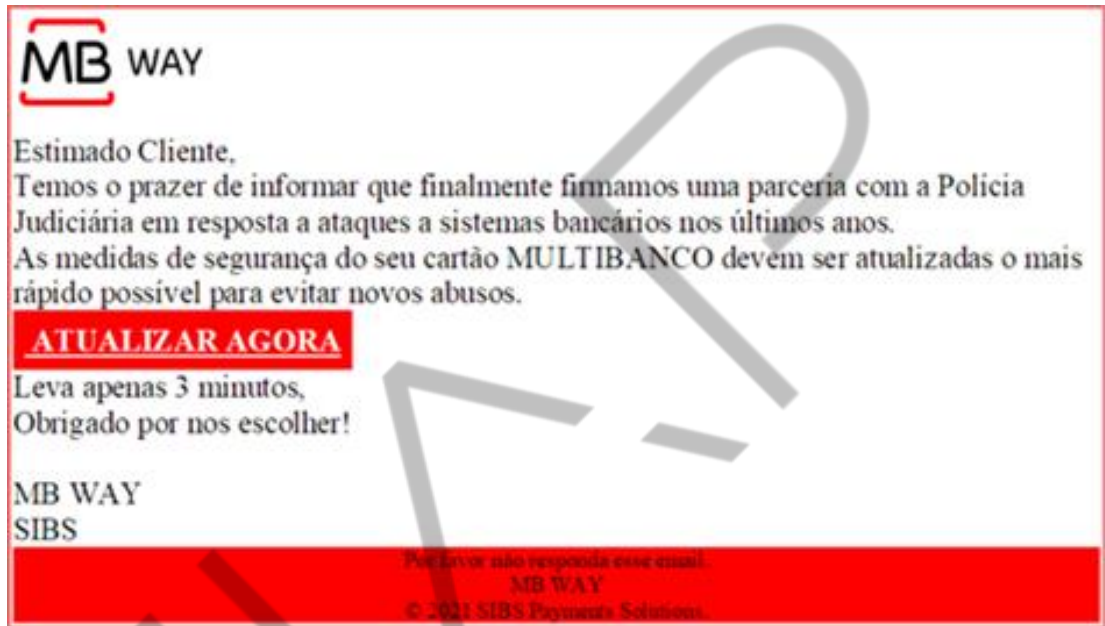 MB WAY
Estimado Cliente,
Temos o prazer de informar que finalmente firmamos uma parceria com a Polícia
Judiciária em resposta a ataques a sistemas bancários nos últimos anos.
As medidas de segurança do seu cartão MULTIBANCO devem ser atualizadas o mais
rápido possível para evitar novos abusos.
ATUALIZAR AGORA
Leva apenas 3 minutos,
Obrigado por nos escolher!
MB WAY
SIBS
Por favor não responda esse email.
MB WAY
© 2021 SIBS Payments Solutions.